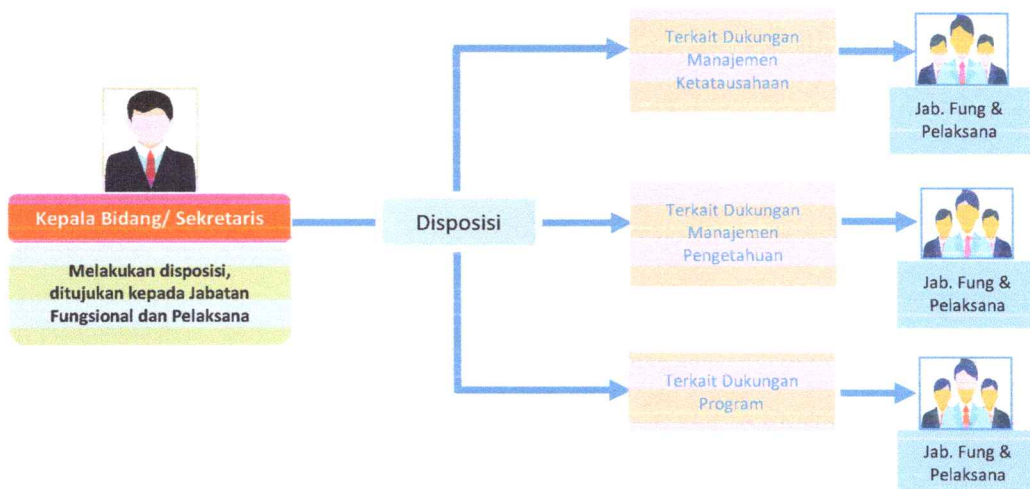 Kepala Bidang/ Sekretaris
Melakukan disposisi,
ditujukan kepada Jabatan
Fungsional dan Pelaksana
Disposisi
Terkait Dukungan
Manajemen
Ketatausahaan
Jab. Fung &
Pelaksana
Terkait Dukungan
Manajemen
Pengetahuan
Jab. Fung &
Pelaksana
Terkait Dukungan
Program
Jab. Fung &
Pelaksana